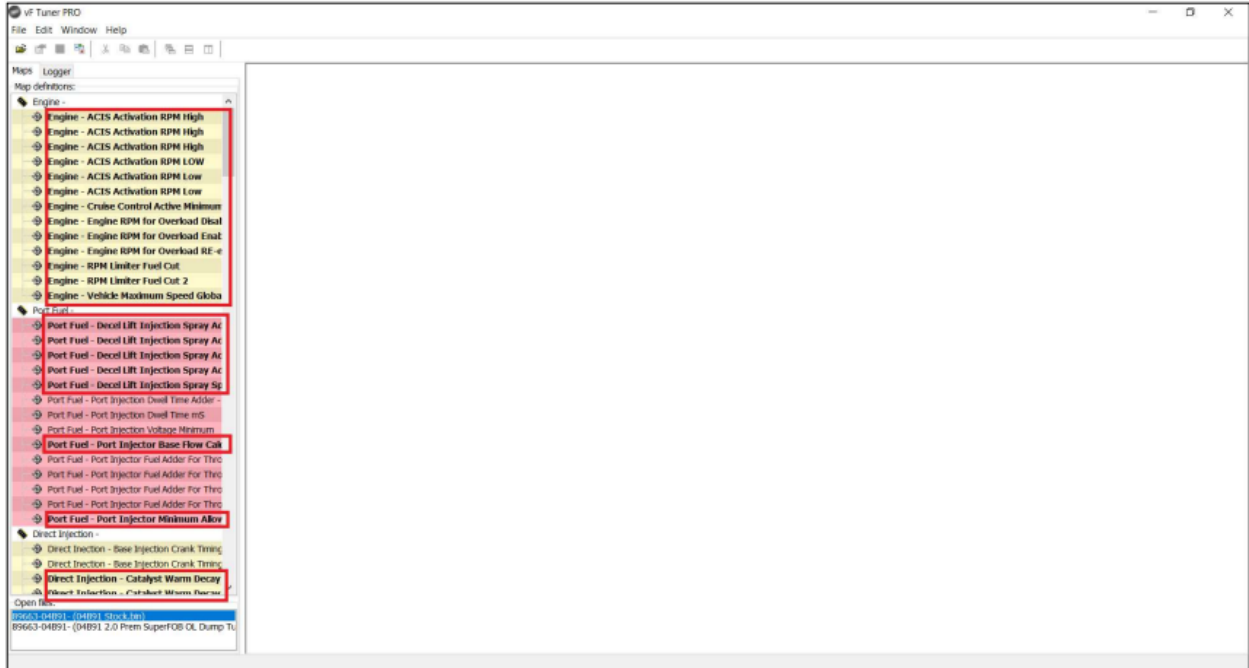 vF Tuner PRO
File Edit Window Help
Maps Logger
Map definitions:
Engine -
Engine - ACIS Activation RPM High
Engine - ACIS Activation RPM High
Engine - ACIS Activation RPM High
Engine - ACIS Activation RPM LOW
Engine - ACIS Activation RPM Low
Engine - ACIS Activation RPM Low
Engine - Cruise Control Active Minimum
Engine - Engine RPM for Overload Disal
Engine - Engine RPM for Overload Enab
Engine - Engine RPM for Overload RE-e
Engine - RPM Limiter Fuel Cut
Engine - RPM Limiter Fuel Cut 2
Engine - Vehicle Maximum Speed Globa
Port Fuel -
Port Fuel - Decel Lift Injection Spray Ac
Port Fuel - Decel Lift Injection Spray Ac
Port Fuel - Decel Lift Injection Spray Ac
Port Fuel - Decel Lift Injection Spray Ac
Port Fuel - Decel Lift Injection Spray Sp
Port Fuel - Port Injection Dwel Time Adder -
Port Fuel - Port Injection Dwel Time mS
Port Fuel - Port Injection Voltage Minimum
Port Fuel - Port Injector Base Flow Calc
Port Fuel - Port Injector Fuel Adder For Thro
Port Fuel - Port Injector Fuel Adder For Thro
Port Fuel - Port Injector Fuel Adder For Thro
Port Fuel - Port Injector Fuel Adder For Thro
Port Fuel - Port Injector Minimum Allow
Direct Injection -
Direct Inection - Base Injection Crank Timing
Direct Inection - Base Injection Crank Timing
Direct Injection - Catalyst Warm Decay
Direct Injection - Catalyst Warm Decay
Open files:
89663-04B91- (04B91 Stock.bin)
89663-04B91- (04B91 2.0 Prem SuperFOB OL Dump Tu